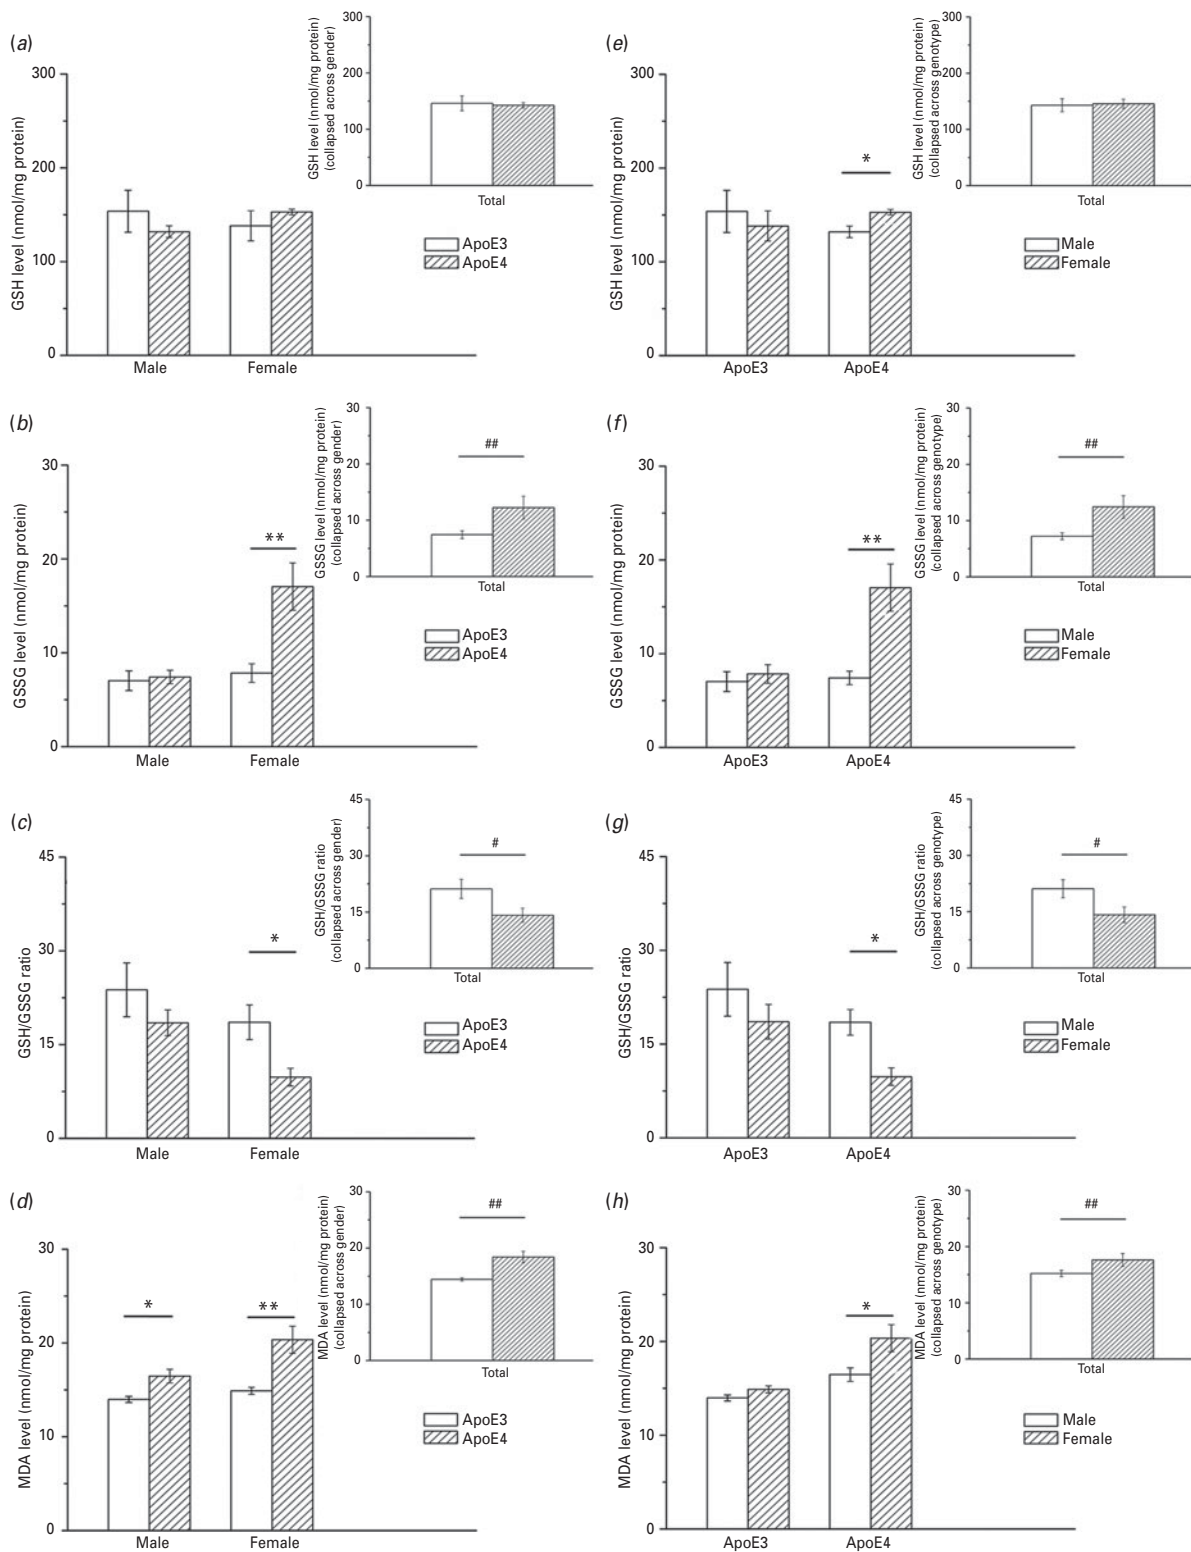 (a)
GSH level (nmol/mg protein)
300
200
100
0
Male
Female
GSH level (nmol/mg protein)
(collapsed across gender)
300
200
100
0
Total
ApoE3
ApoE4
(e)
GSH level (nmol/mg protein)
300
200
100
0
*
ApoE3
ApoE4
GSH level (nmol/mg protein)
(collapsed across genotype)
300
200
100
0
Total
Male
Female
(b)
GSSG level (nmol/mg protein)
30
20
10
0
**
Male
Female
GSSG level (nmol/mg protein)
(collapsed across gender)
30
20
10
0
##
Total
ApoE3
ApoE4
(f)
GSSG level (nmol/mg protein)
30
20
10
0
**
ApoE3
ApoE4
GSSG level (nmol/mg protein)
(collapsed across genotype)
30
20
10
0
##
Total
Male
Female
(c)
GSH/GSSG ratio
45
30
15
0
*
Male
Female
GSH/GSSG ratio
(collapsed across gender)
45
30
15
0
#
Total
ApoE3
ApoE4
(g)
GSH/GSSG ratio
45
30
15
0
*
ApoE3
ApoE4
GSH/GSSG ratio
(collapsed across genotype)
45
30
15
0
#
Total
Male
Female
(d)
MDA level (nmol/mg protein)
30
20
10
0
*
**
Male
Female
MDA level (nmol/mg protein)
(collapsed across gender)
30
20
10
0
##
Total
ApoE3
ApoE4
(h)
MDA level (nmol/mg protein)
30
20
10
0
*
ApoE3
ApoE4
MDA level (nmol/mg protein)
(collapsed across genotype)
30
20
10
0
##
Total
Male
Female